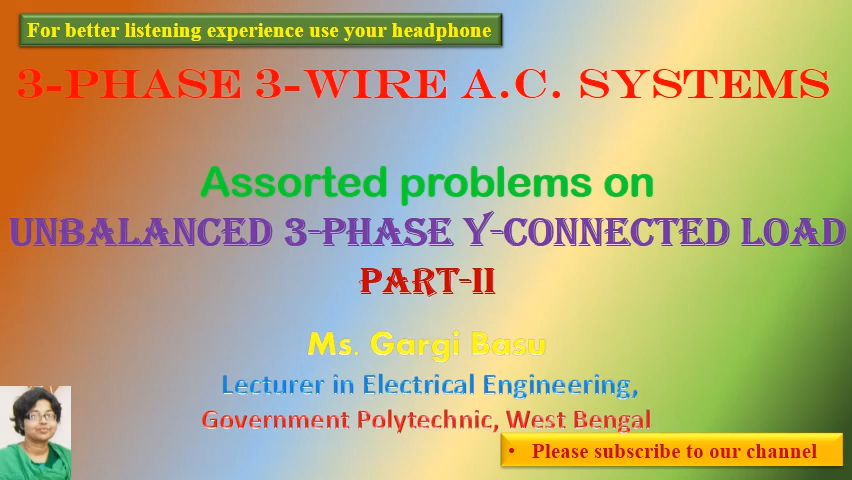 For better listening experience use your headphone
3-PHASE 3-WIRE A.C. SYSTEMS
Assorted problems on
UNBALANCED 3-PHASE Y-CONNECTED LOAD
PART-II
Ms. Gargi Basu
Lecturer in Electrical Engineering,
Government Polytechnic, West Bengal
• Please subscribe to our channel